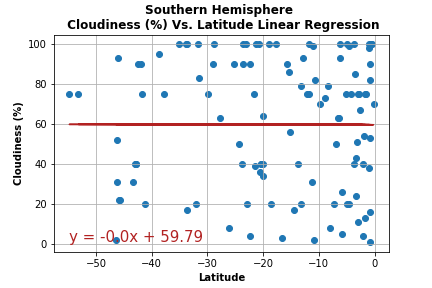 Southern Hemisphere
Cloudiness (%) Vs. Latitude Linear Regression
Cloudiness (%)
100
80
60
40
20
0
y = -0.0x + 59.79
−50
−40
−30
−20
−10
0
Latitude